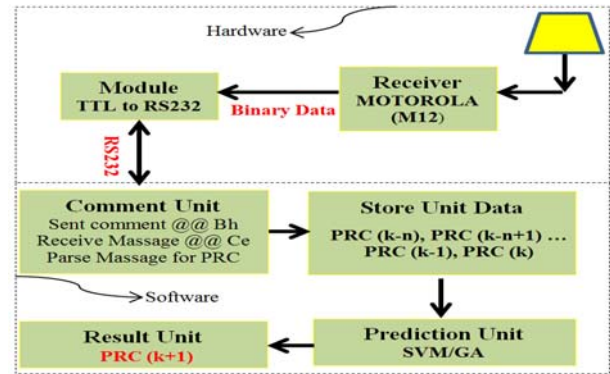 Hardware
Module
TTL to RS232
Binary Data
Receiver
MOTOROLA
(M12)
RS232
Comment Unit
Sent comment @@ Bh
Receive Massage @@ Ce
Parse Massage for PRC
Store Unit Data
PRC (k-n), PRC (k-n+1) ...
PRC (k-1), PRC (k)
Software
Result Unit
PRC (k+1)
Prediction Unit
SVM/GA